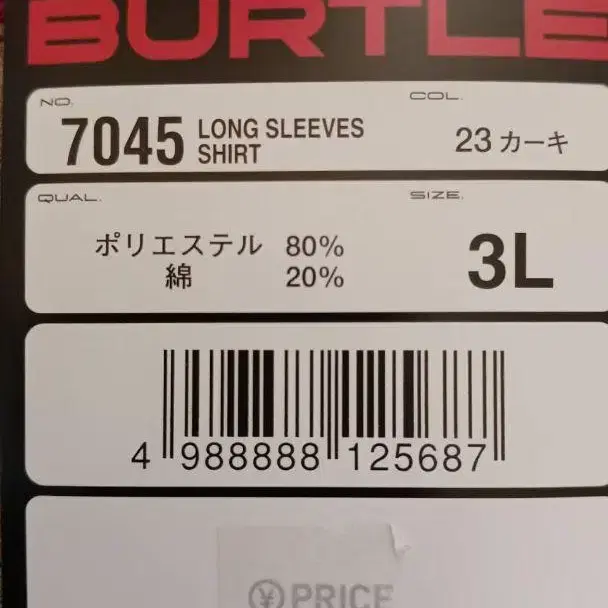 BURTLE
NO.
7045 LONG SLEEVES
SHIRT
COL.
23 カーキ
QUAL.
ポリエステル 80%
綿 20%
SIZE.
3L
4 988888 125687
¥ PRICE